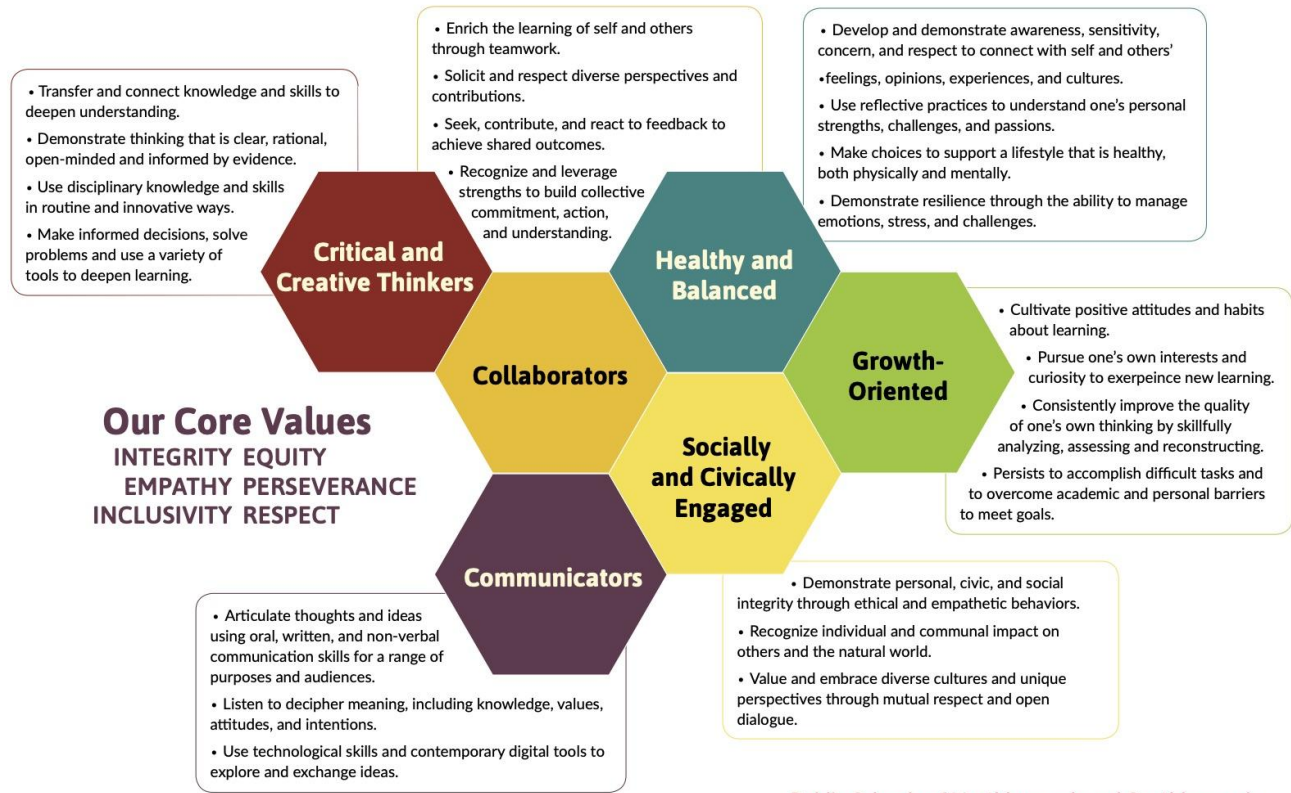 • Transfer and connect knowledge and skills to
deepen understanding.
• Demonstrate thinking that is clear, rational,
open-minded and informed by evidence.
• Use disciplinary knowledge and skills
in routine and innovative ways.
• Make informed decisions, solve
problems and use a variety of
tools to deepen learning.
Critical and
Creative Thinkers
• Enrich the learning of self and others
through teamwork.
• Solicit and respect diverse perspectives and
contributions.
• Seek, contribute, and react to feedback to
achieve shared outcomes.
• Recognize and leverage
strengths to build collective
commitment, action,
and understanding.
Collaborators
• Develop and demonstrate awareness, sensitivity,
concern, and respect to connect with self and others’
•feelings, opinions, experiences, and cultures.
• Use reflective practices to understand one’s personal
strengths, challenges, and passions.
• Make choices to support a lifestyle that is healthy,
both physically and mentally.
• Demonstrate resilience through the ability to manage
emotions, stress, and challenges.
Healthy and
Balanced
Growth-
Oriented
• Cultivate positive attitudes and habits
about learning.
• Pursue one’s own interests and
curiosity to exerpeince new learning.
• Consistently improve the quality
of one’s own thinking by skillfully
analyzing, assessing and reconstructing.
• Persists to accomplish difficult tasks and
to overcome academic and personal barriers
to meet goals.
Our Core Values
INTEGRITY EQUITY
EMPATHY PERSEVERANCE
INCLUSIVITY RESPECT
Socially
and Civically
Engaged
• Demonstrate personal, civic, and social
integrity through ethical and empathetic behaviors.
• Recognize individual and communal impact on
others and the natural world.
• Value and embrace diverse cultures and unique
perspectives through mutual respect and open
dialogue.
Communicators
• Articulate thoughts and ideas
using oral, written, and non-verbal
communication skills for a range of
purposes and audiences.
• Listen to decipher meaning, including knowledge, values,
attitudes, and intentions.
• Use technological skills and contemporary digital tools to
explore and exchange ideas.